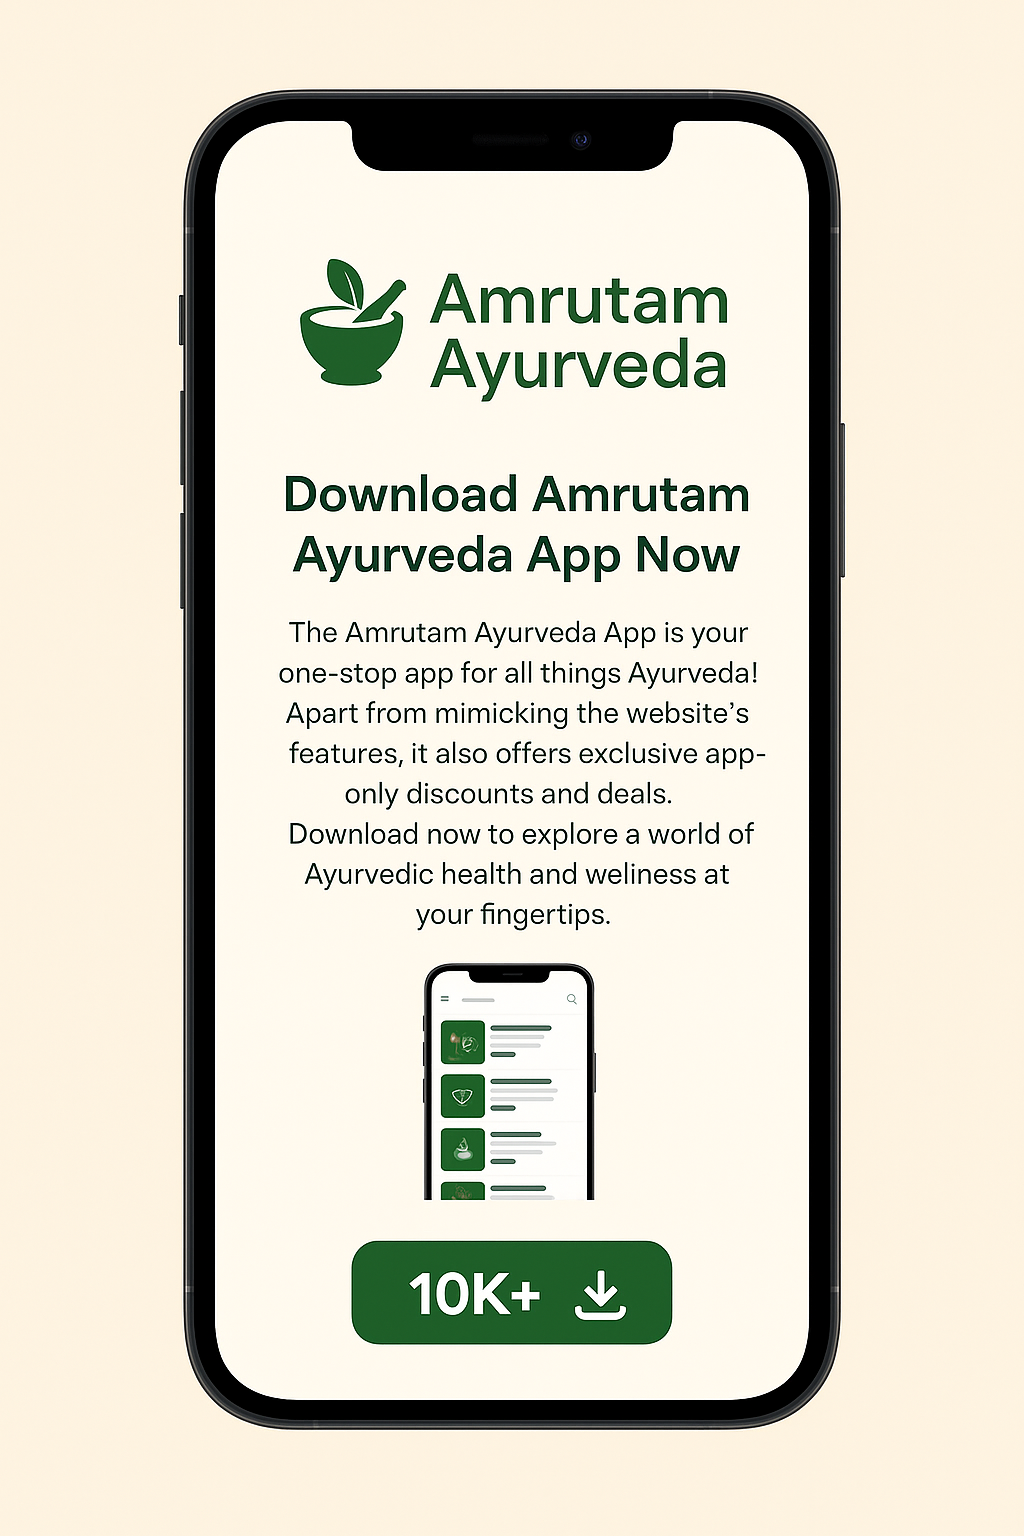 Amrutam
Ayurveda
Download Amrutam
Ayurveda App Now
The Amrutam Ayurveda App is your
one-stop app for all things Ayurveda!
Apart from mimicking the website’s
features, it also offers exclusive app-
only discounts and deals.
Download now to explore a world of
Ayurvedic health and weliness at
your fingertips.
10K+